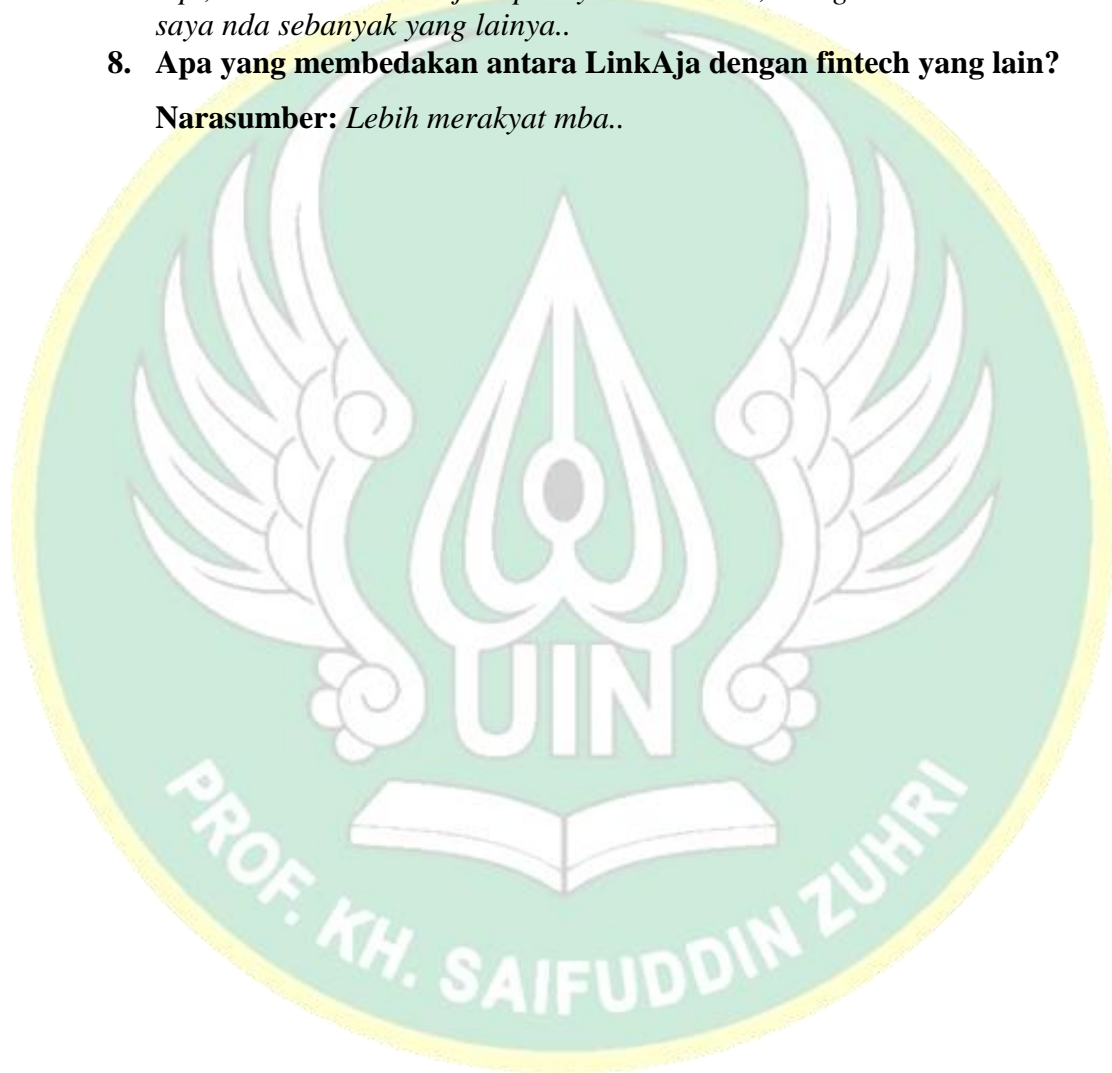 saya nda sebanyak yang lainya..
8. Apa yang membedakan antara LinkAja dengan fintech yang lain?
Narasumber: Lebih merakyat mba..
UIN
PROF. KH. SAIFUDDIN ZUHRI